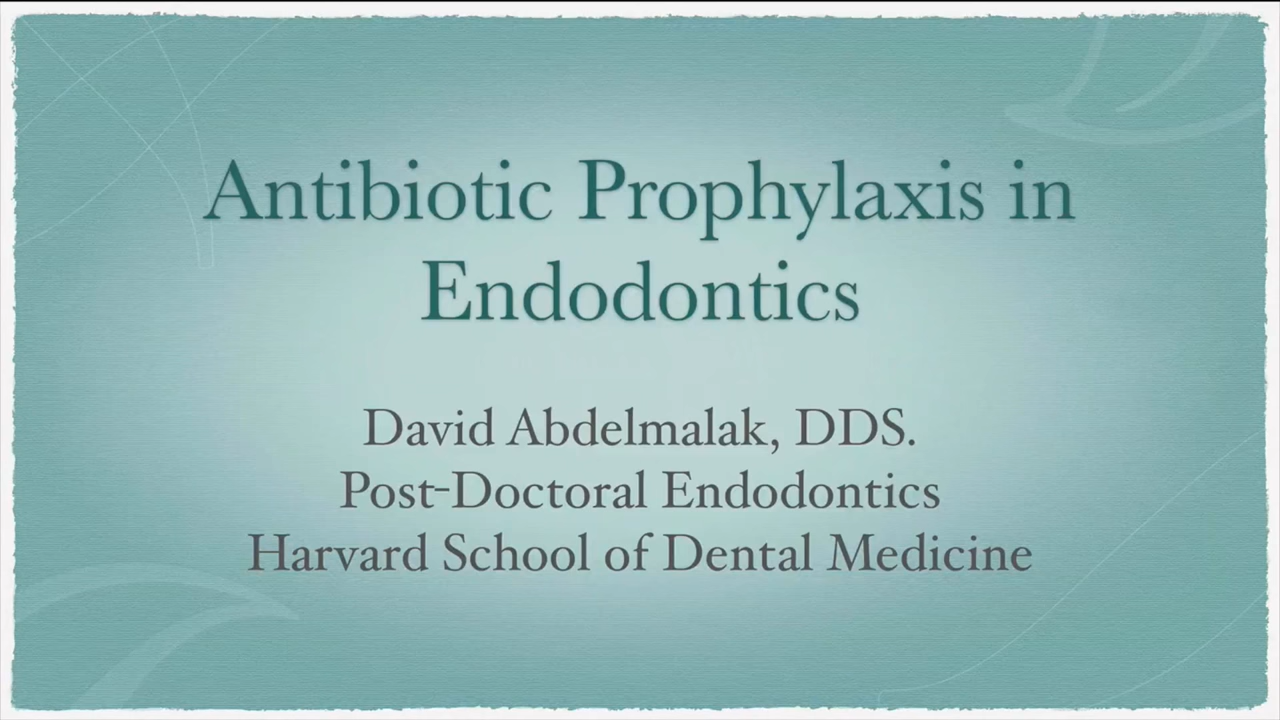 Antibiotic Prophylaxis in
Endodontics
David Abdelmalak, DDS.
Post-Doctoral Endodontics
Harvard School of Dental Medicine